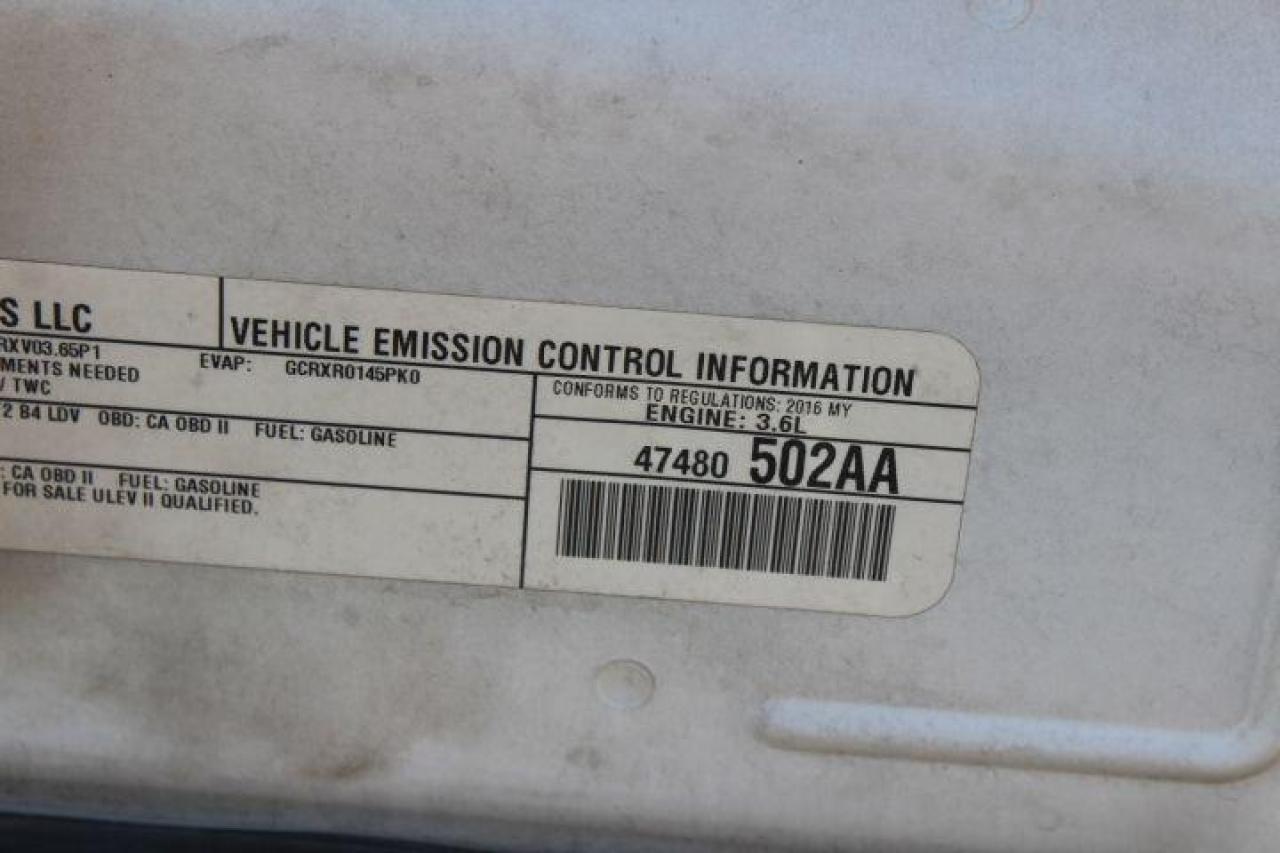 S LLC
VEHICLE EMISSION CONTROL INFORMATION
RXV03.65P1
EVAP: GCRXR0145PK0
MENTS NEEDED
/ TWC
2 B4 LDV OBD: CA OBD II FUEL: GASOLINE
: CA OBD II FUEL: GASOLINE
FOR SALE ULEV II QUALIFIED.
CONFORMS TO REGULATIONS: 2016 MY
ENGINE: 3.6L
47480 502AA